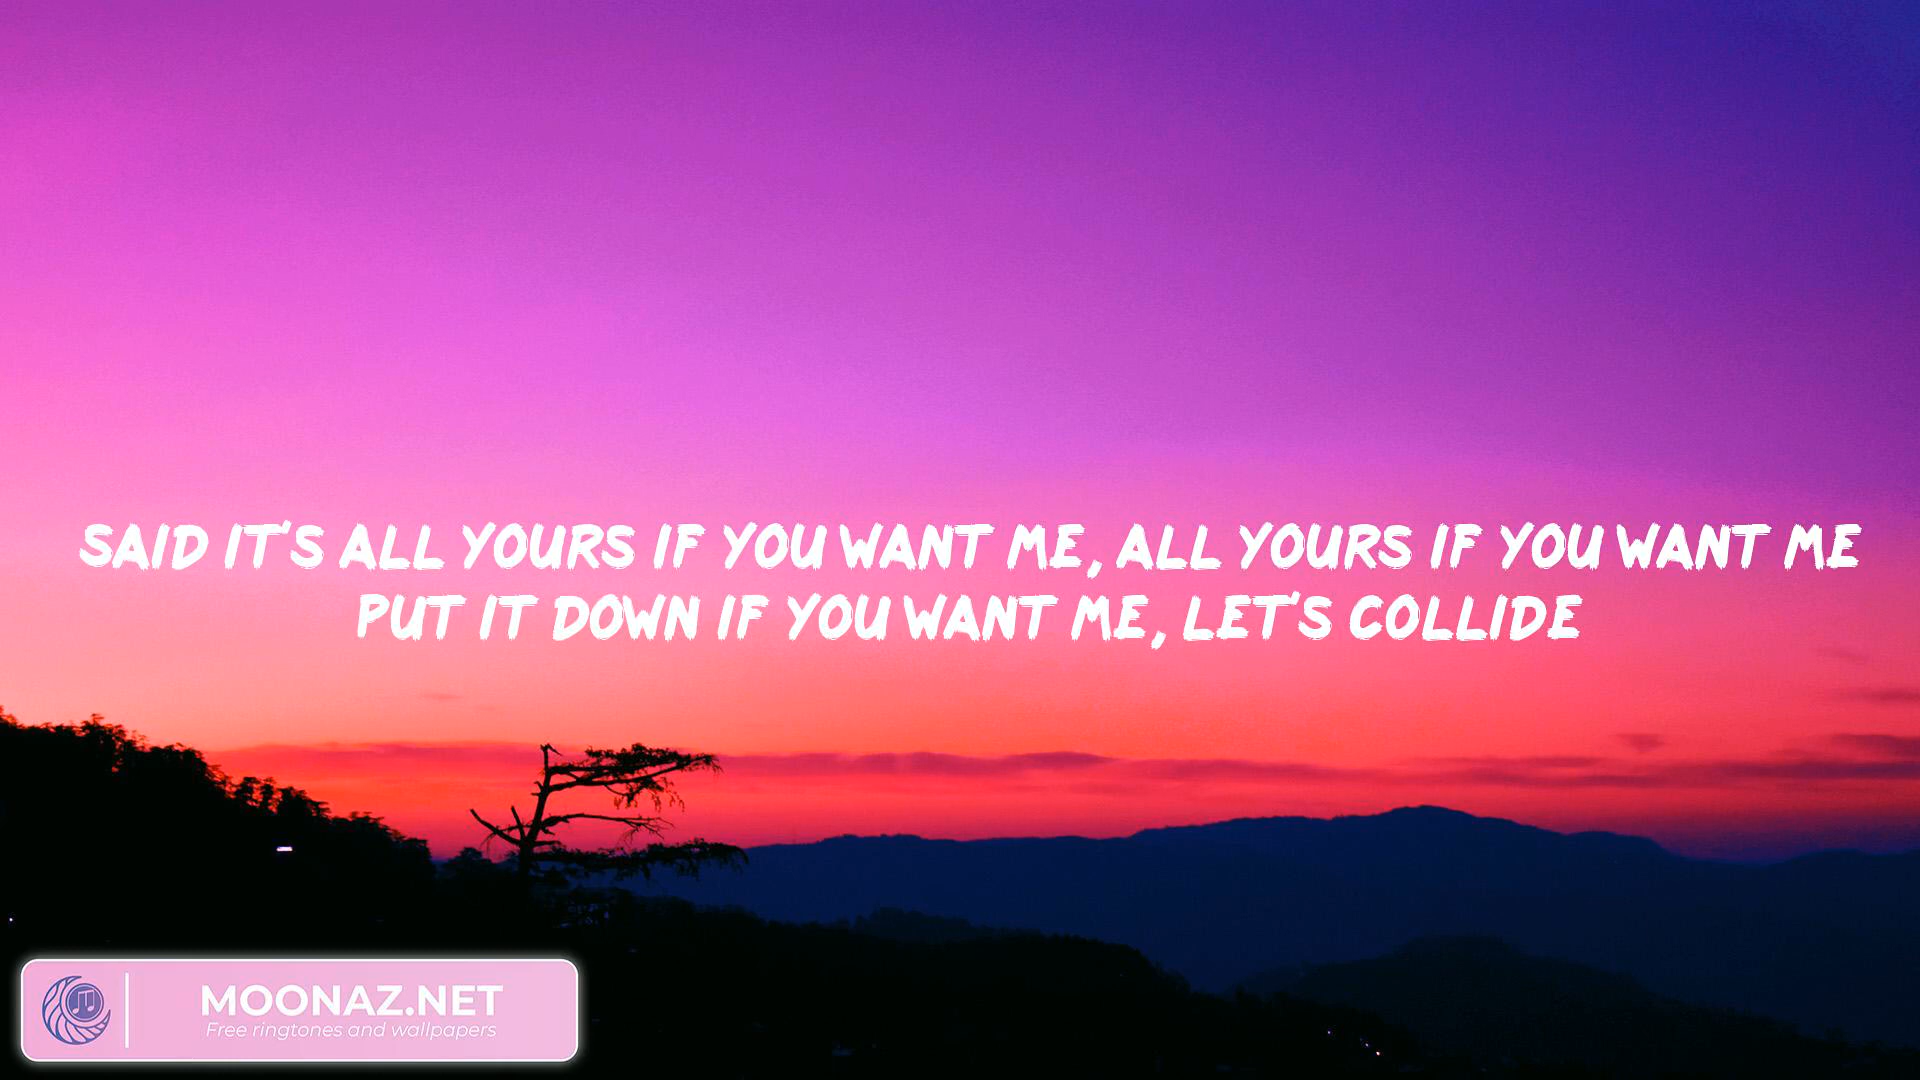 SAID IT'S ALL YOURS IF YOU WANT ME, ALL YOURS IF YOU WANT ME
PUT IT DOWN IF YOU WANT ME, LET'S COLLIDE
MOONAZ.NET
Free ringtones and wallpapers